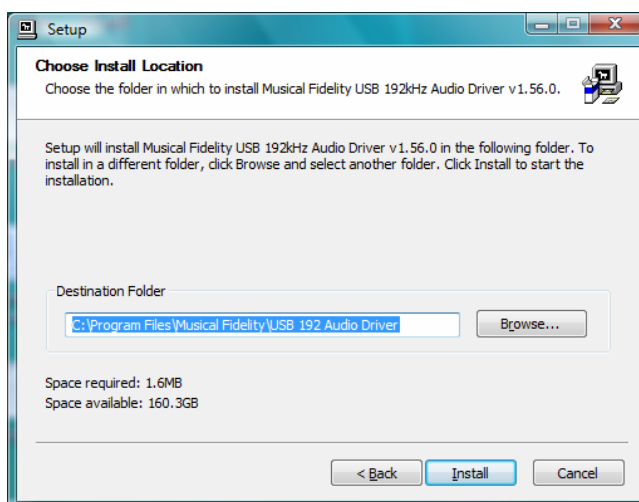 Setup
Choose Install Location
Choose the folder in which to install Musical Fidelity USB 192kHz Audio Driver v1.56.0.
Setup will install Musical Fidelity USB 192kHz Audio Driver v1.56.0 in the following folder. To
install in a different folder, click Browse and select another folder. Click Install to start the
installation.
Destination Folder
C:\Program Files\Musical Fidelity\USB 192 Audio Driver
Browse...
Space required: 1.6MB
Space available: 160.3GB
< Back
Install
Cancel